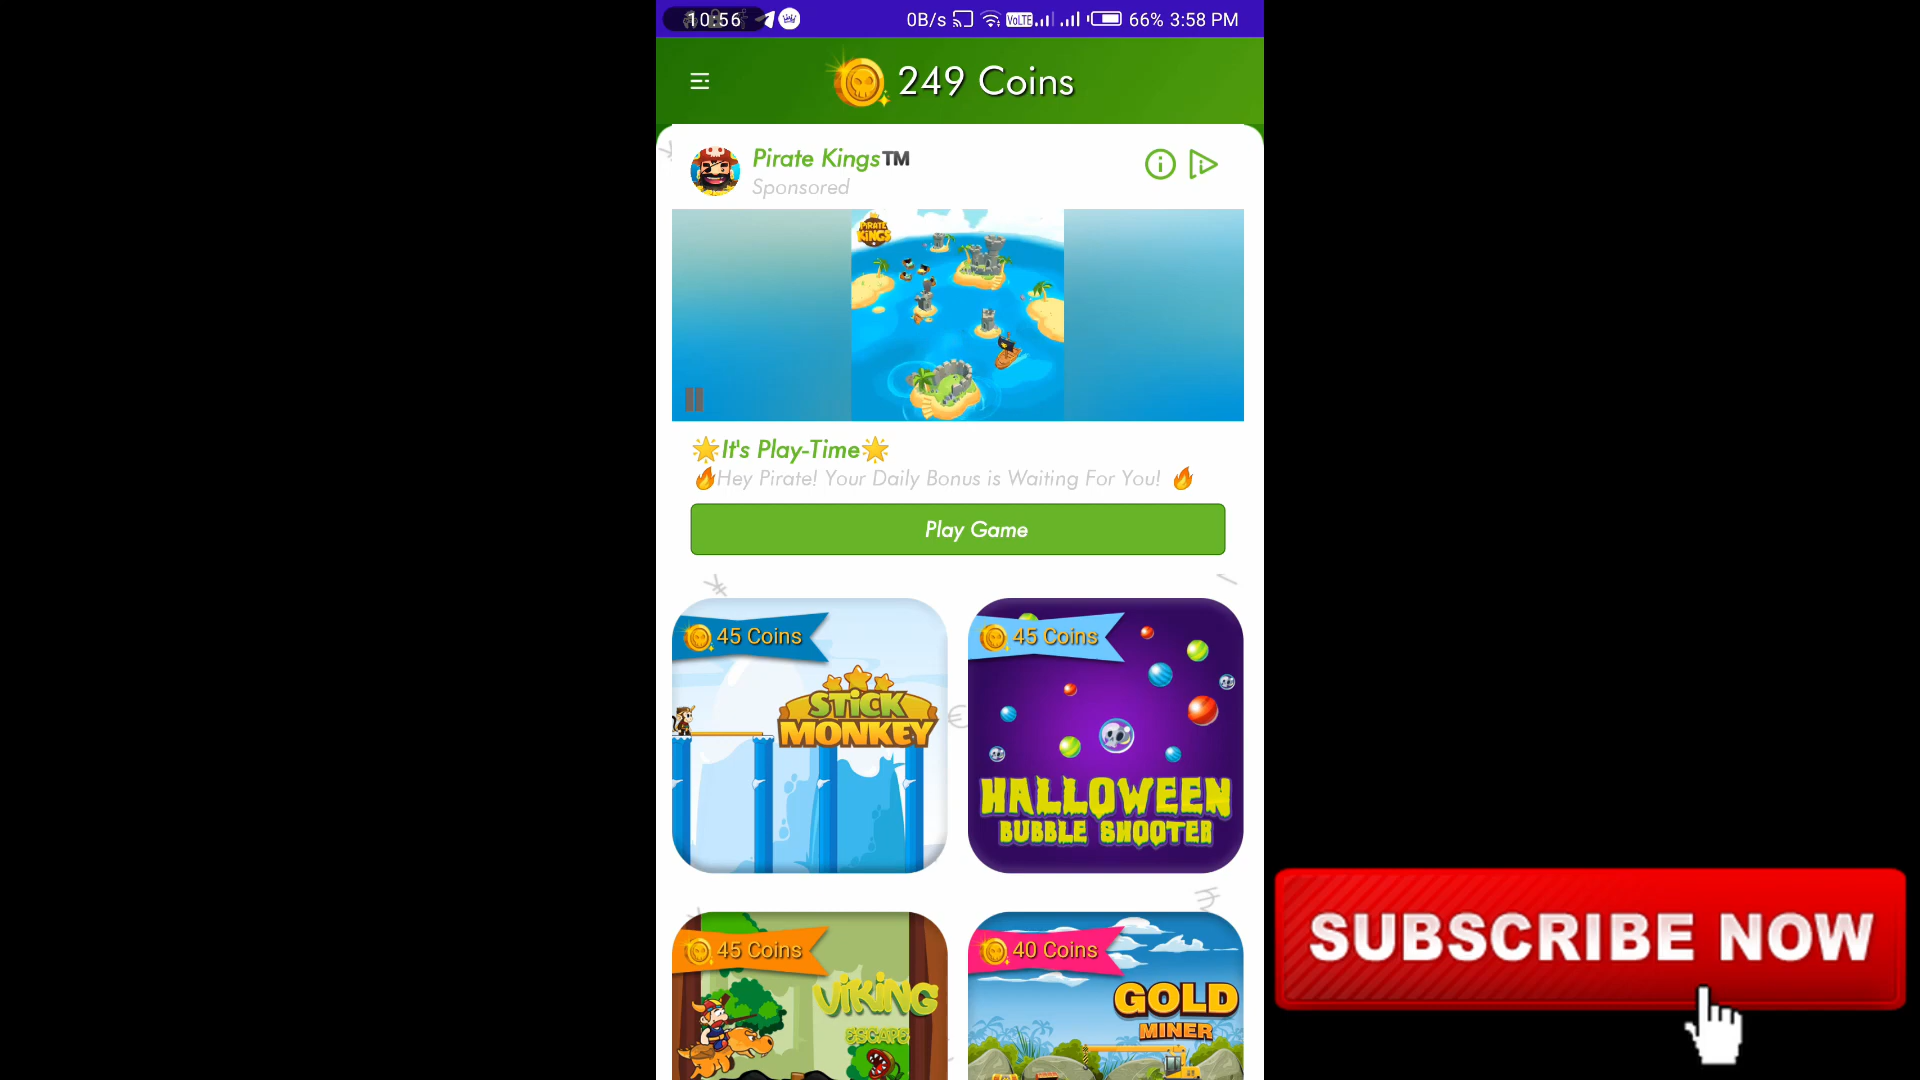 10:56
0B/s VoLTE 66% 3:58 PM
249 Coins
Pirate Kings™
Sponsored
PIRATE
KINGS
🌟It's Play-Time🌟
🔥Hey Pirate! Your Daily Bonus is Waiting For You! 🔥
Play Game
45 Coins
STICK
MONKEY
45 Coins
HALLOWEEN
BUBBLE SHOOTER
45 Coins
VIKING
ESCAPE
40 Coins
GOLD
MINER
SUBSCRIBE NOW